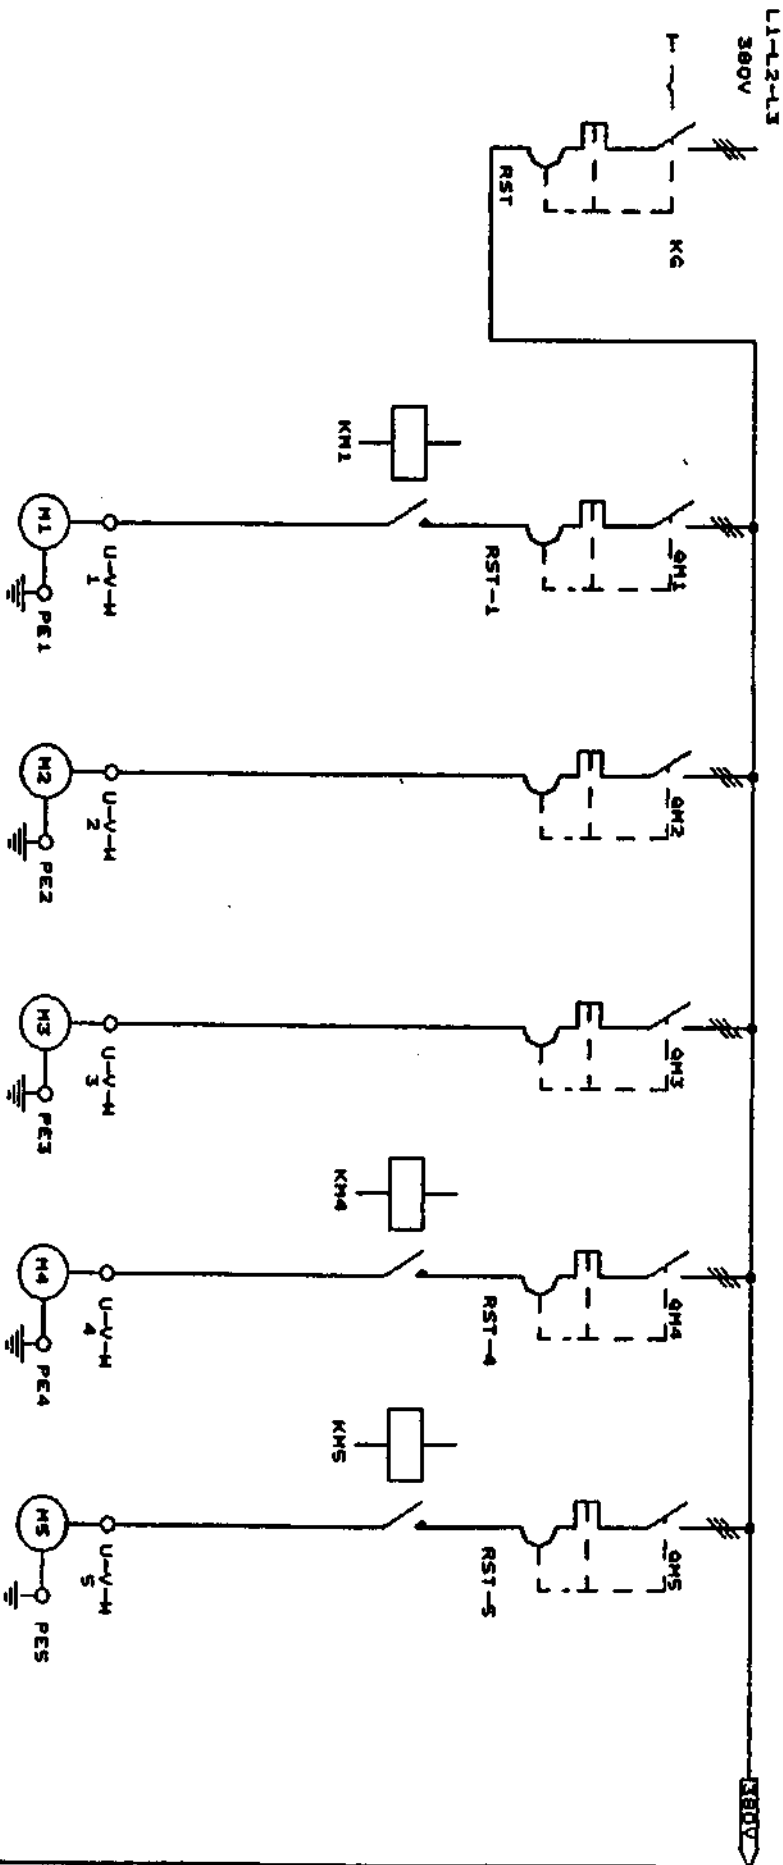 L1-L2-L3
380V
KG
RST
KM1
QM1
RST-1
U-V-W
1
M1
PE1
QM2
U-V-W
2
M2
PE2
QM3
U-V-W
3
M3
PE3
KM4
QM4
RST-4
U-V-W
4
M4
PE4
KM5
QM5
RST-5
U-V-W
5
M5
PE5
380V